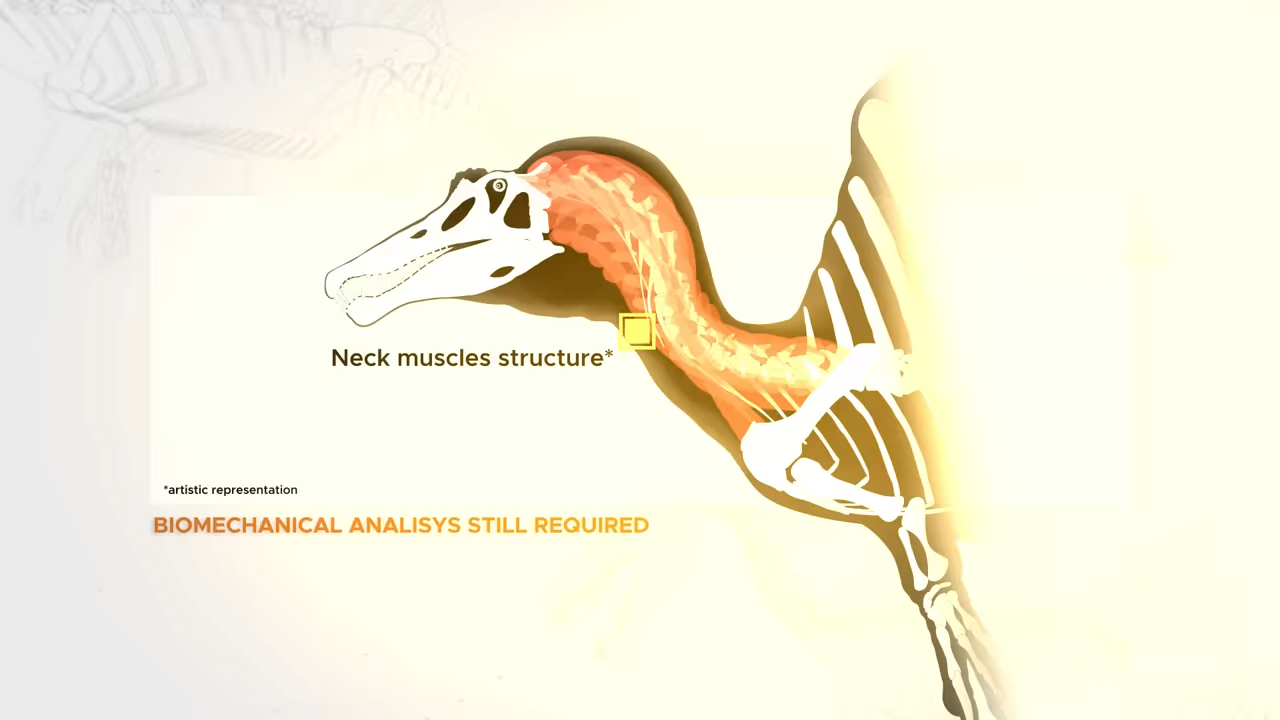 Neck muscles structure*
*artistic representation
BIOMECHANICAL ANALISYS STILL REQUIRED